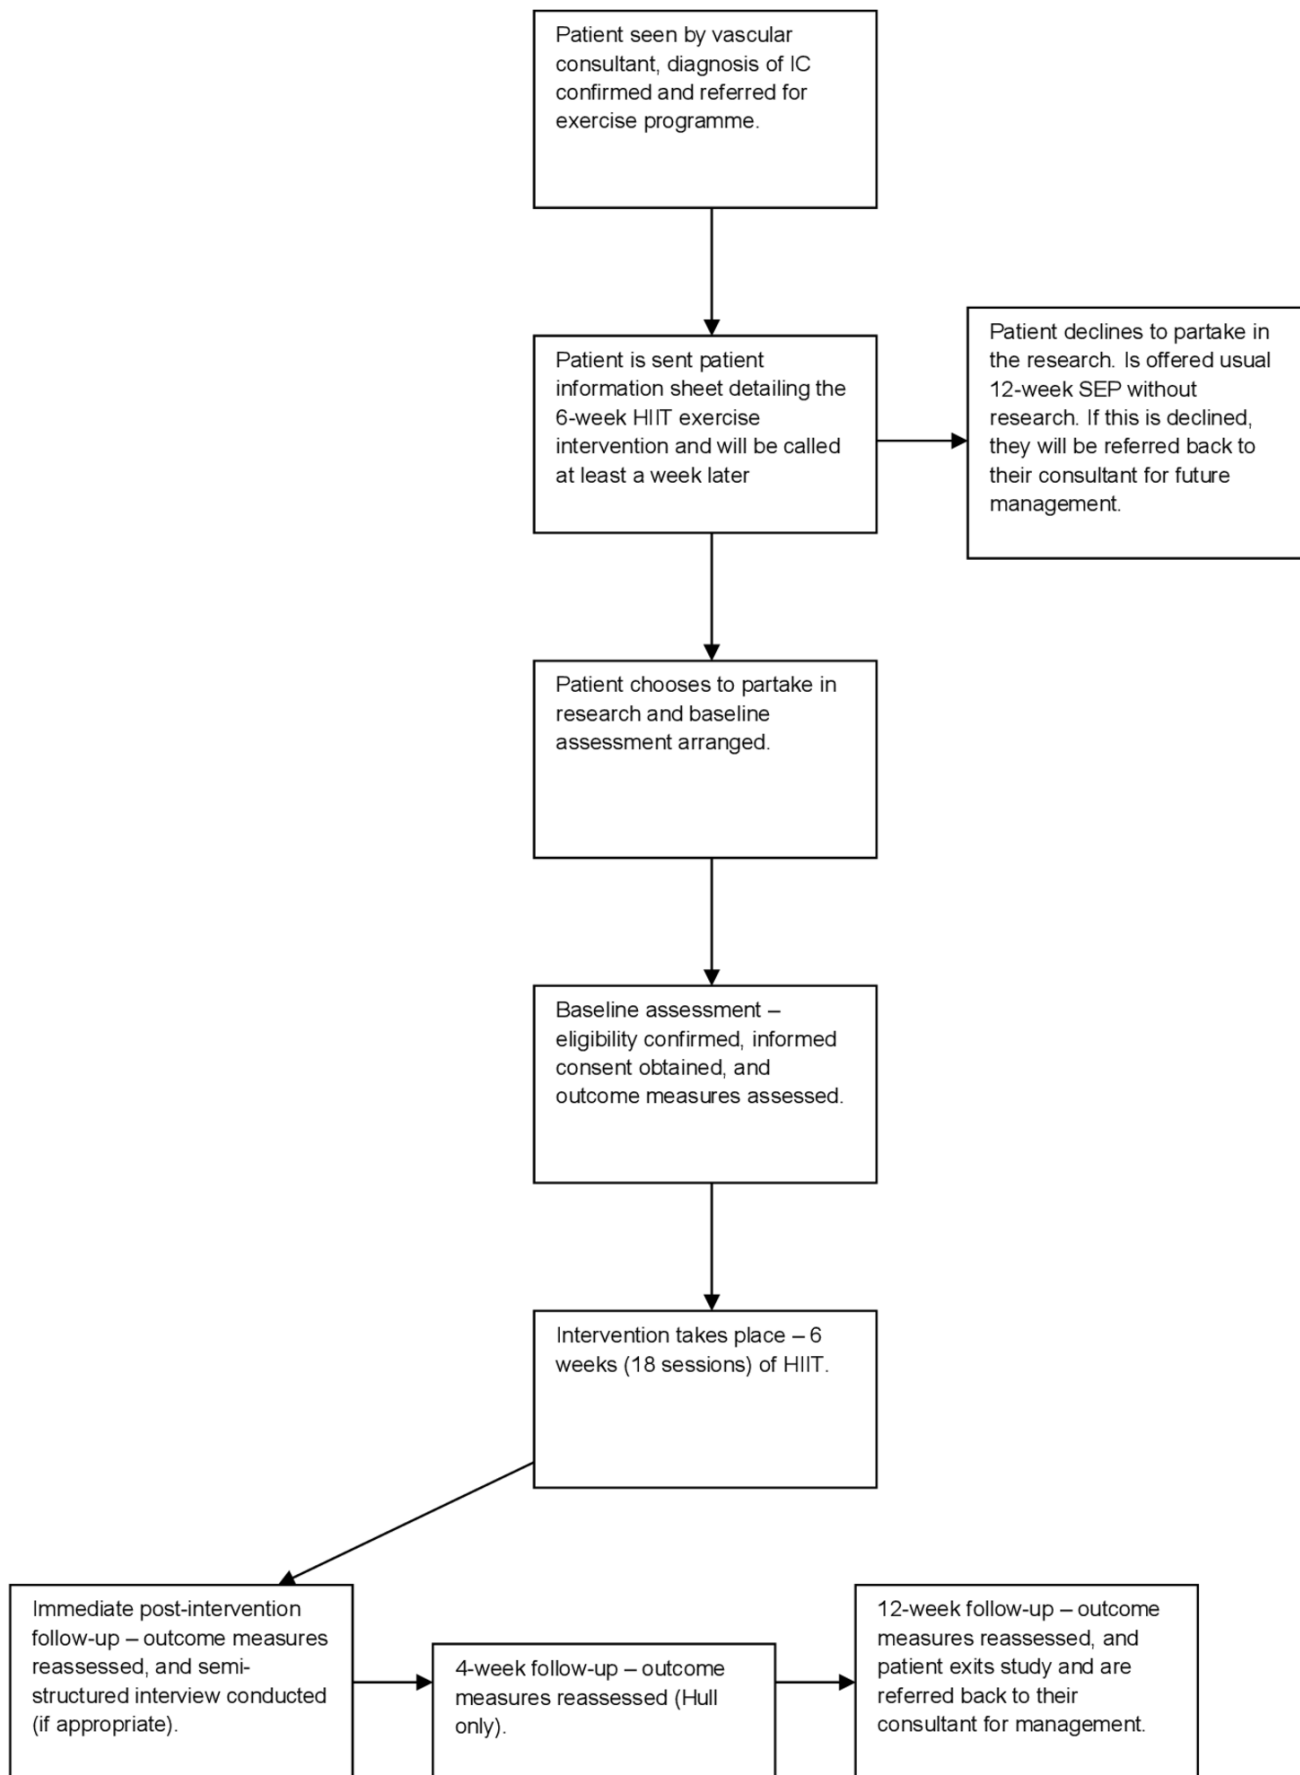 Patient seen by vascular
consultant, diagnosis of IC
confirmed and referred for
exercise programme.
Patient is sent patient
information sheet detailing the
6-week HIIT exercise
intervention and will be called
at least a week later
Patient declines to partake in
the research. Is offered usual
12-week SEP without
research. If this is declined,
they will be referred back to
their consultant for future
management.
Patient chooses to partake in
research and baseline
assessment arranged.
Baseline assessment –
eligibility confirmed, informed
consent obtained, and
outcome measures assessed.
Intervention takes place – 6
weeks (18 sessions) of HIIT.
Immediate post-intervention
follow-up – outcome measures
reassessed, and semi-
structured interview conducted
(if appropriate).
4-week follow-up – outcome
measures reassessed (Hull
only).
12-week follow-up – outcome
measures reassessed, and
patient exits study and are
referred back to their
consultant for management.